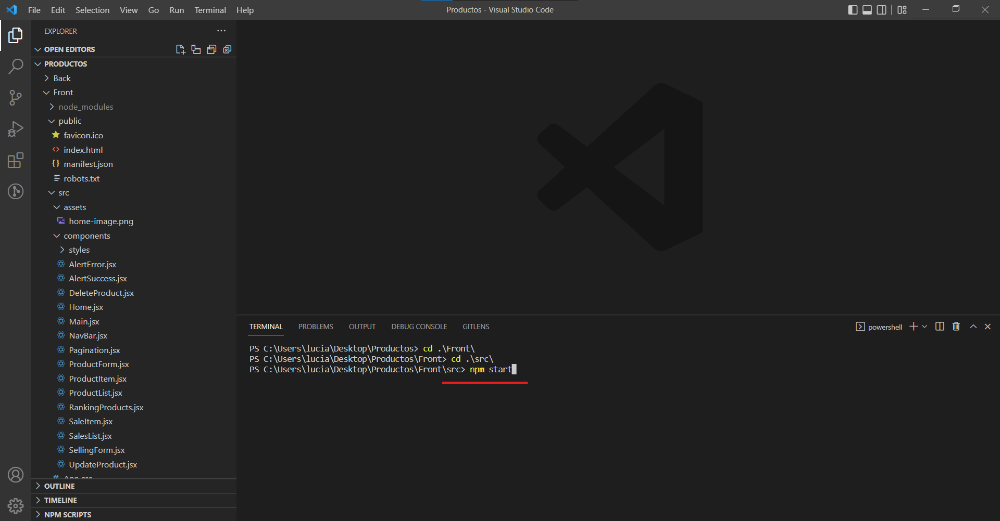 File Edit Selection View Go Run Terminal Help
Productos - Visual Studio Code
EXPLORER
OPEN EDITORS
PRODUCTOS
Back
Front
node_modules
public
favicon.ico
index.html
manifest.json
robots.txt
src
assets
home-image.png
components
styles
AlertError.jsx
AlertSuccess.jsx
DeleteProduct.jsx
Home.jsx
Main.jsx
NavBar.jsx
Pagination.jsx
ProductForm.jsx
ProductItem.jsx
ProductList.jsx
RankingProducts.jsx
SaleItem.jsx
SalesList.jsx
SellingForm.jsx
UpdateProduct.jsx
App.css
OUTLINE
TIMELINE
NPM SCRIPTS
TERMINAL PROBLEMS OUTPUT DEBUG CONSOLE GITLENS
powershell
PS C:\Users\lucia\Desktop\Productos> cd .\Front\
PS C:\Users\lucia\Desktop\Productos\Front> cd .\src\
PS C:\Users\lucia\Desktop\Productos\Front\src> npm start